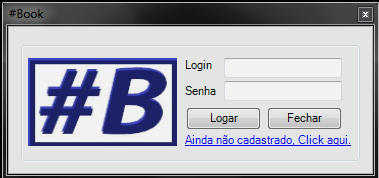 #Book
#B
Login
Senha
Logar Fechar
Ainda não cadastrado, Click aqui.